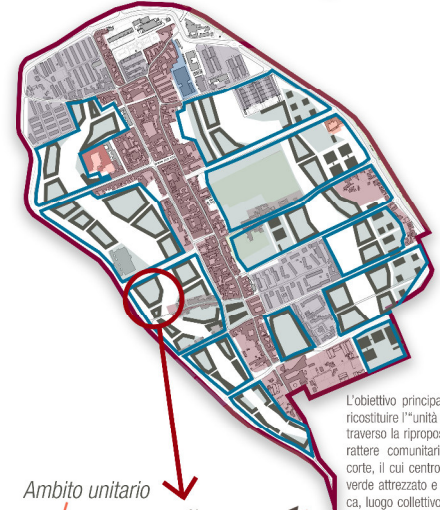 L'obiettivo principa
ricostituire l'"unità
traverso la ripropos
rattere comunitari
corte, il cui centro
verde attrezzato e
ca, luogo collettivo
Ambito unitario